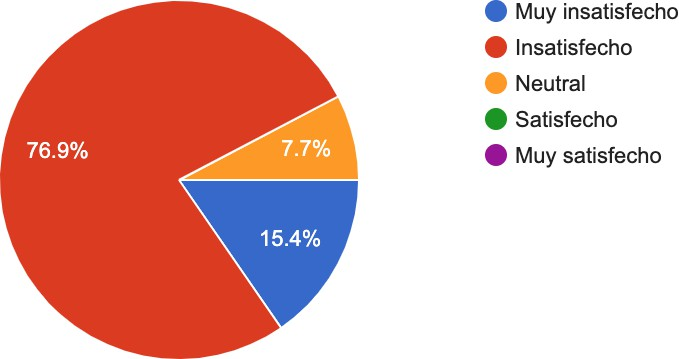 Muy insatisfecho
Insatisfecho
Neutral
Satisfecho
Muy satisfecho
76.9%
7.7%
15.4%